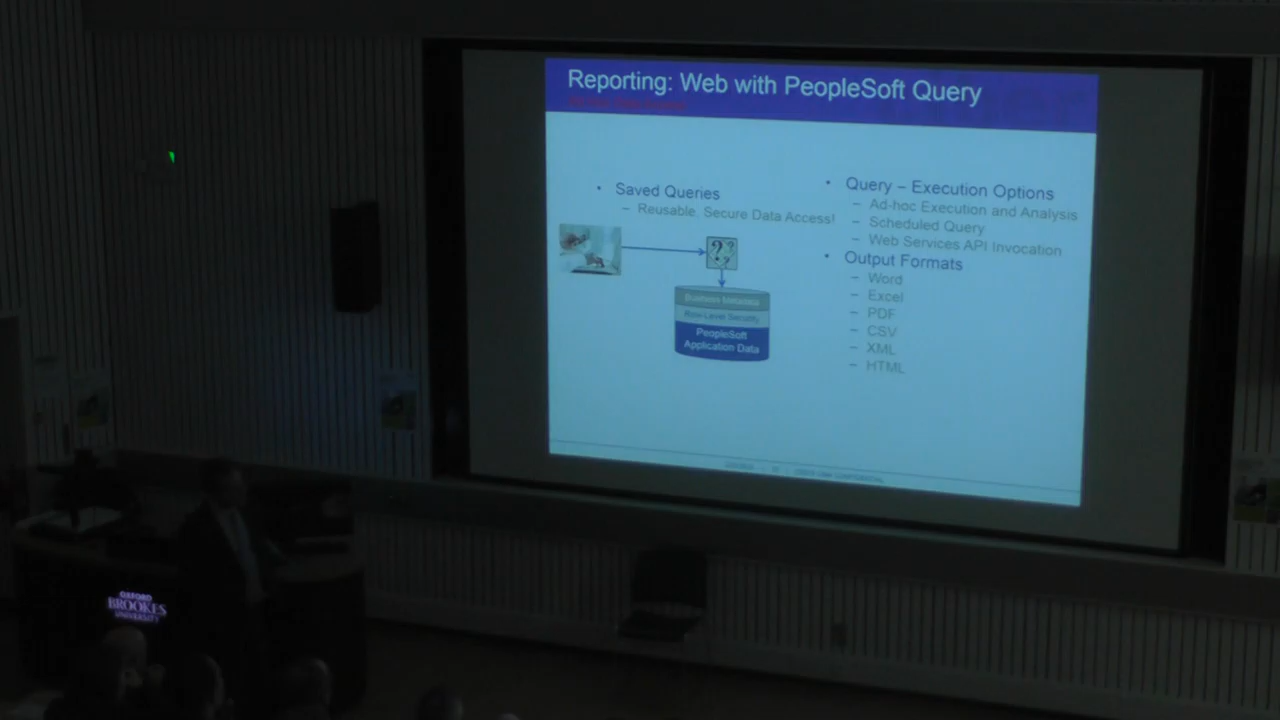 Reporting: Web with PeopleSoft Query
• Saved Queries
– Reusable, Secure Data Access!
Business Metadata
Row-Level Security
PeopleSoft
Application Data
• Query – Execution Options
– Ad-hoc Execution and Analysis
– Scheduled Query
– Web Services API Invocation
• Output Formats
– Word
– Excel
– PDF
– CSV
– XML
– HTML
OXFORD
BROOKES
UNIVERSITY